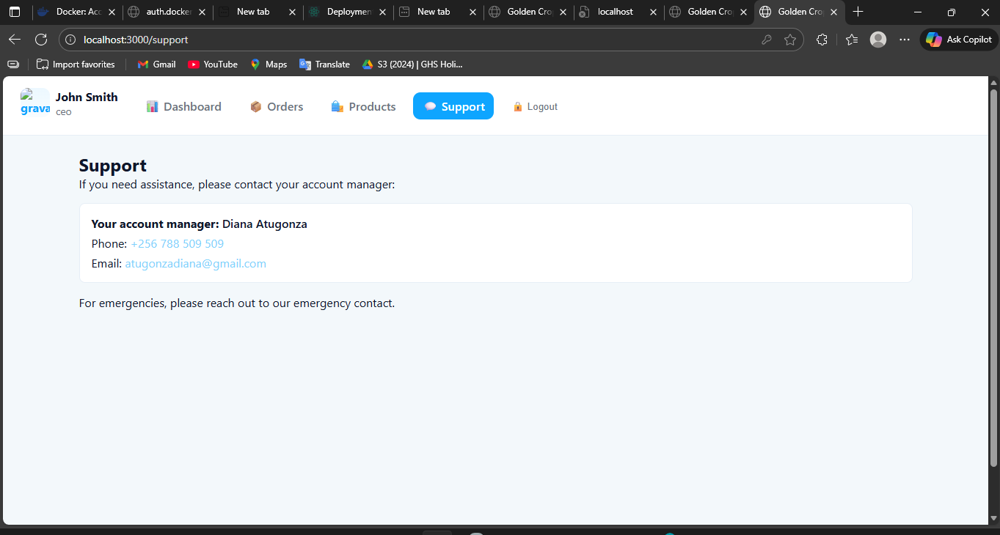 Docker: Acc
auth.docker
New tab
Deploymen
New tab
Golden Cro
localhost
Golden Cro
Golden Cro
localhost:3000/support
Ask Copilot
Import favorites
Gmail
YouTube
Maps
Translate
S3 (2024) | GHS Holi...
grava
John Smith
ceo
Dashboard
Orders
Products
Support
Logout
Support
If you need assistance, please contact your account manager:
Your account manager: Diana Atugonza
Phone: +256 788 509 509
Email: atugonzadiana@gmail.com
For emergencies, please reach out to our emergency contact.